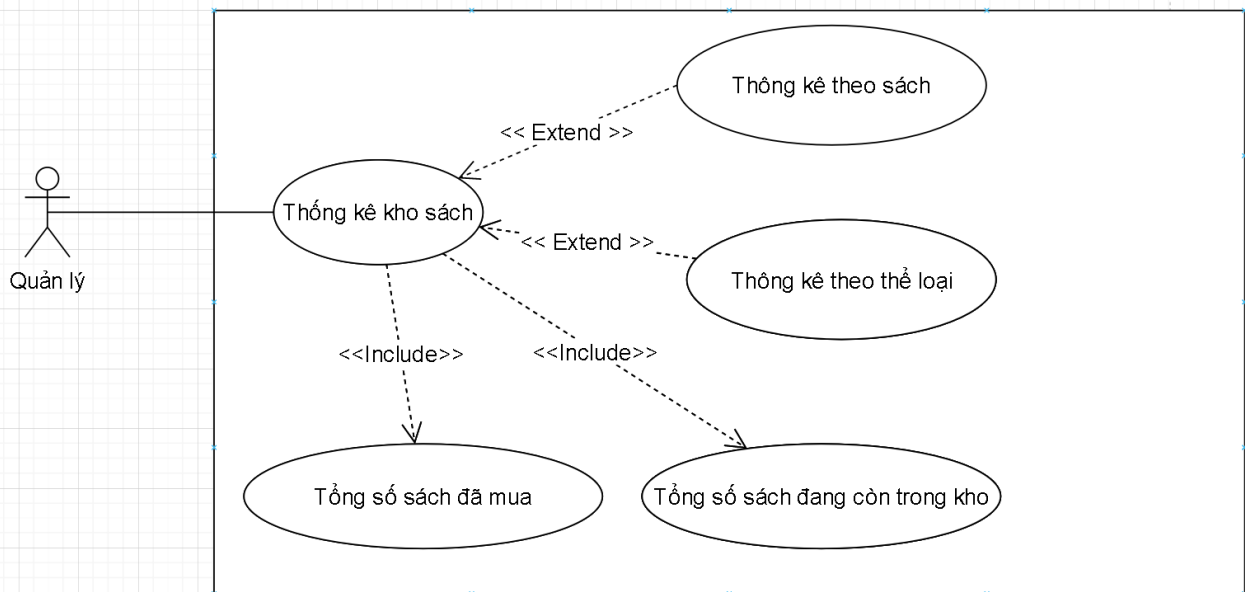 Thông kê theo sách
<< Extend >>
Thống kê kho sách
<< Extend >>
Quản lý
Thông kê theo thể loại
<<Include>>
<<Include>>
Tổng số sách đã mua
Tổng số sách đang còn trong kho